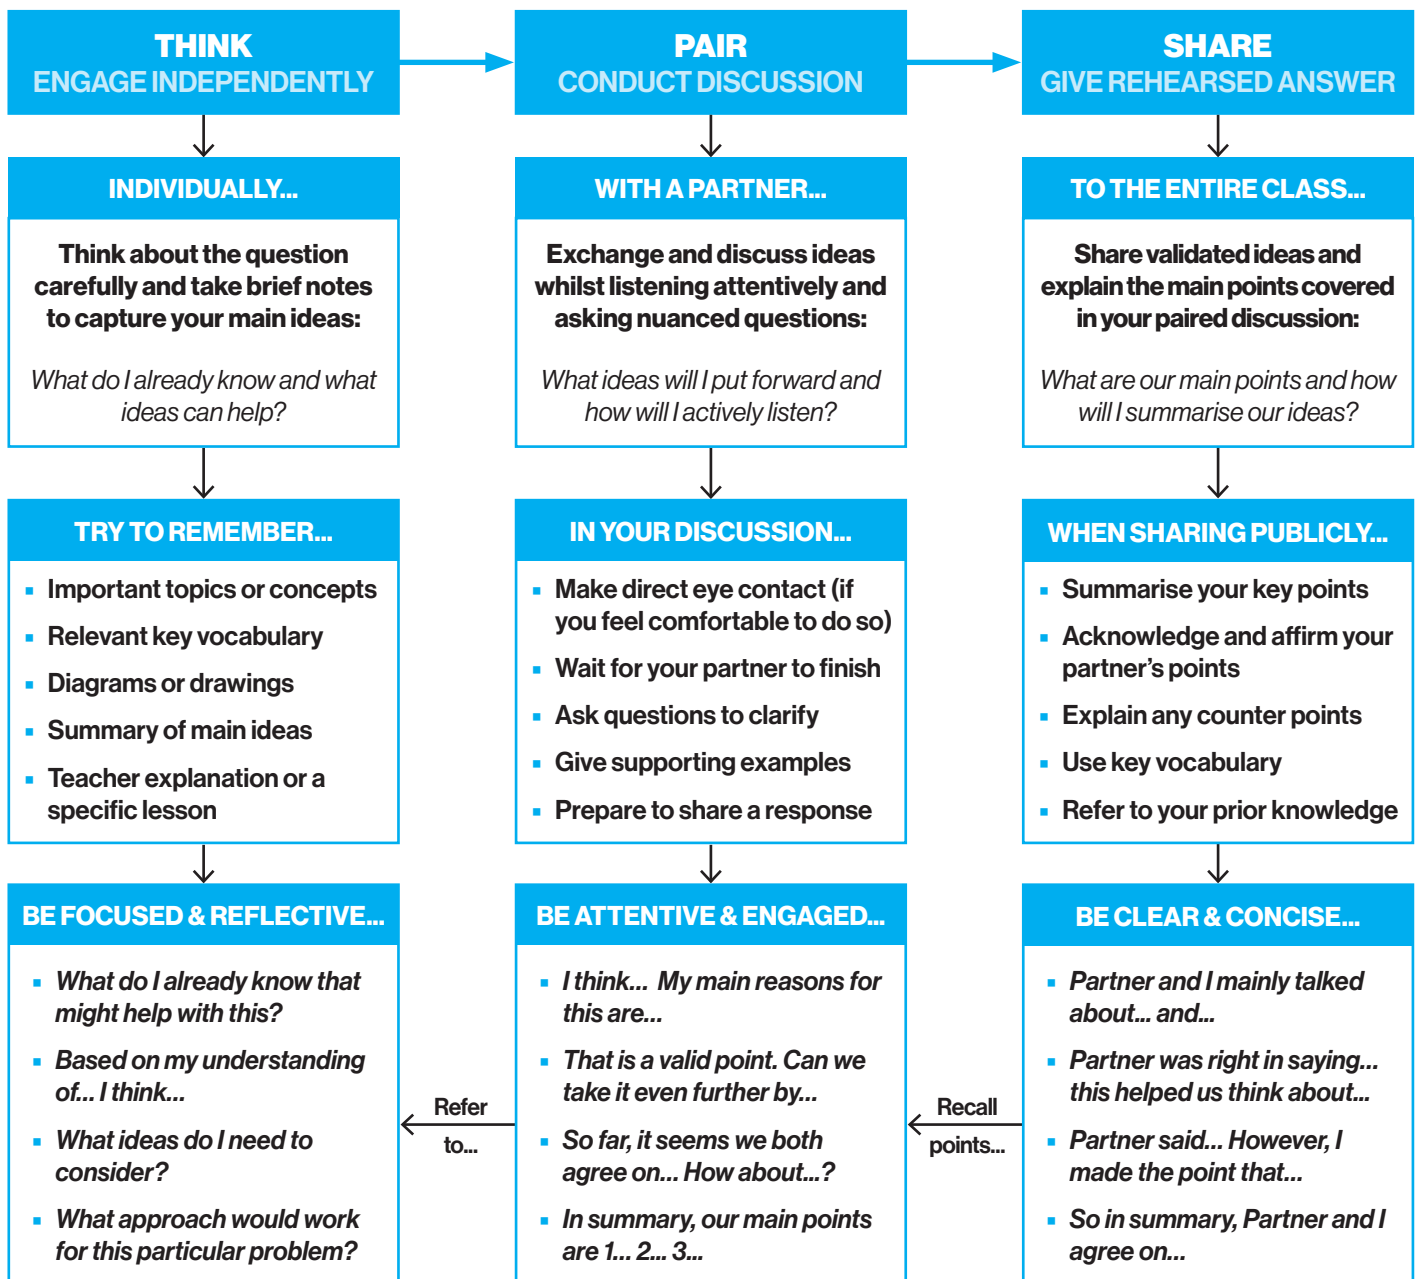 THINK
ENGAGE INDEPENDENTLY
PAIR
CONDUCT DISCUSSION
SHARE
GIVE REHEARSED ANSWER
INDIVIDUALLY...
Think about the question
carefully and take brief notes
to capture your main ideas:
What do I already know and what
ideas can help?
WITH A PARTNER...
Exchange and discuss ideas
whilst listening attentively and
asking nuanced questions:
What ideas will I put forward and
how will I actively listen?
TO THE ENTIRE CLASS...
Share validated ideas and
explain the main points covered
in your paired discussion:
What are our main points and how
will I summarise our ideas?
TRY TO REMEMBER...
Important topics or concepts
Relevant key vocabulary
Diagrams or drawings
Summary of main ideas
Teacher explanation or a
specific lesson
IN YOUR DISCUSSION...
Make direct eye contact (if
you feel comfortable to do so)
Wait for your partner to finish
Ask questions to clarify
Give supporting examples
Prepare to share a response
WHEN SHARING PUBLICLY...
Summarise your key points
Acknowledge and affirm your
partner's points
Explain any counter points
Use key vocabulary
Refer to your prior knowledge
BE FOCUSED & REFLECTIVE...
What do I already know that
might help with this?
Based on my understanding
of... I think...
What ideas do I need to
consider?
What approach would work
for this particular problem?
Refer
to...
BE ATTENTIVE & ENGAGED...
I think... My main reasons for
this are...
That is a valid point. Can we
take it even further by...
So far, it seems we both
agree on... How about...?
In summary, our main points
are 1... 2... 3...
Recall
points...
BE CLEAR & CONCISE...
Partner and I mainly talked
about... and...
Partner was right in saying...
this helped us think about...
Partner said... However, I
made the point that...
So in summary, Partner and I
agree on...